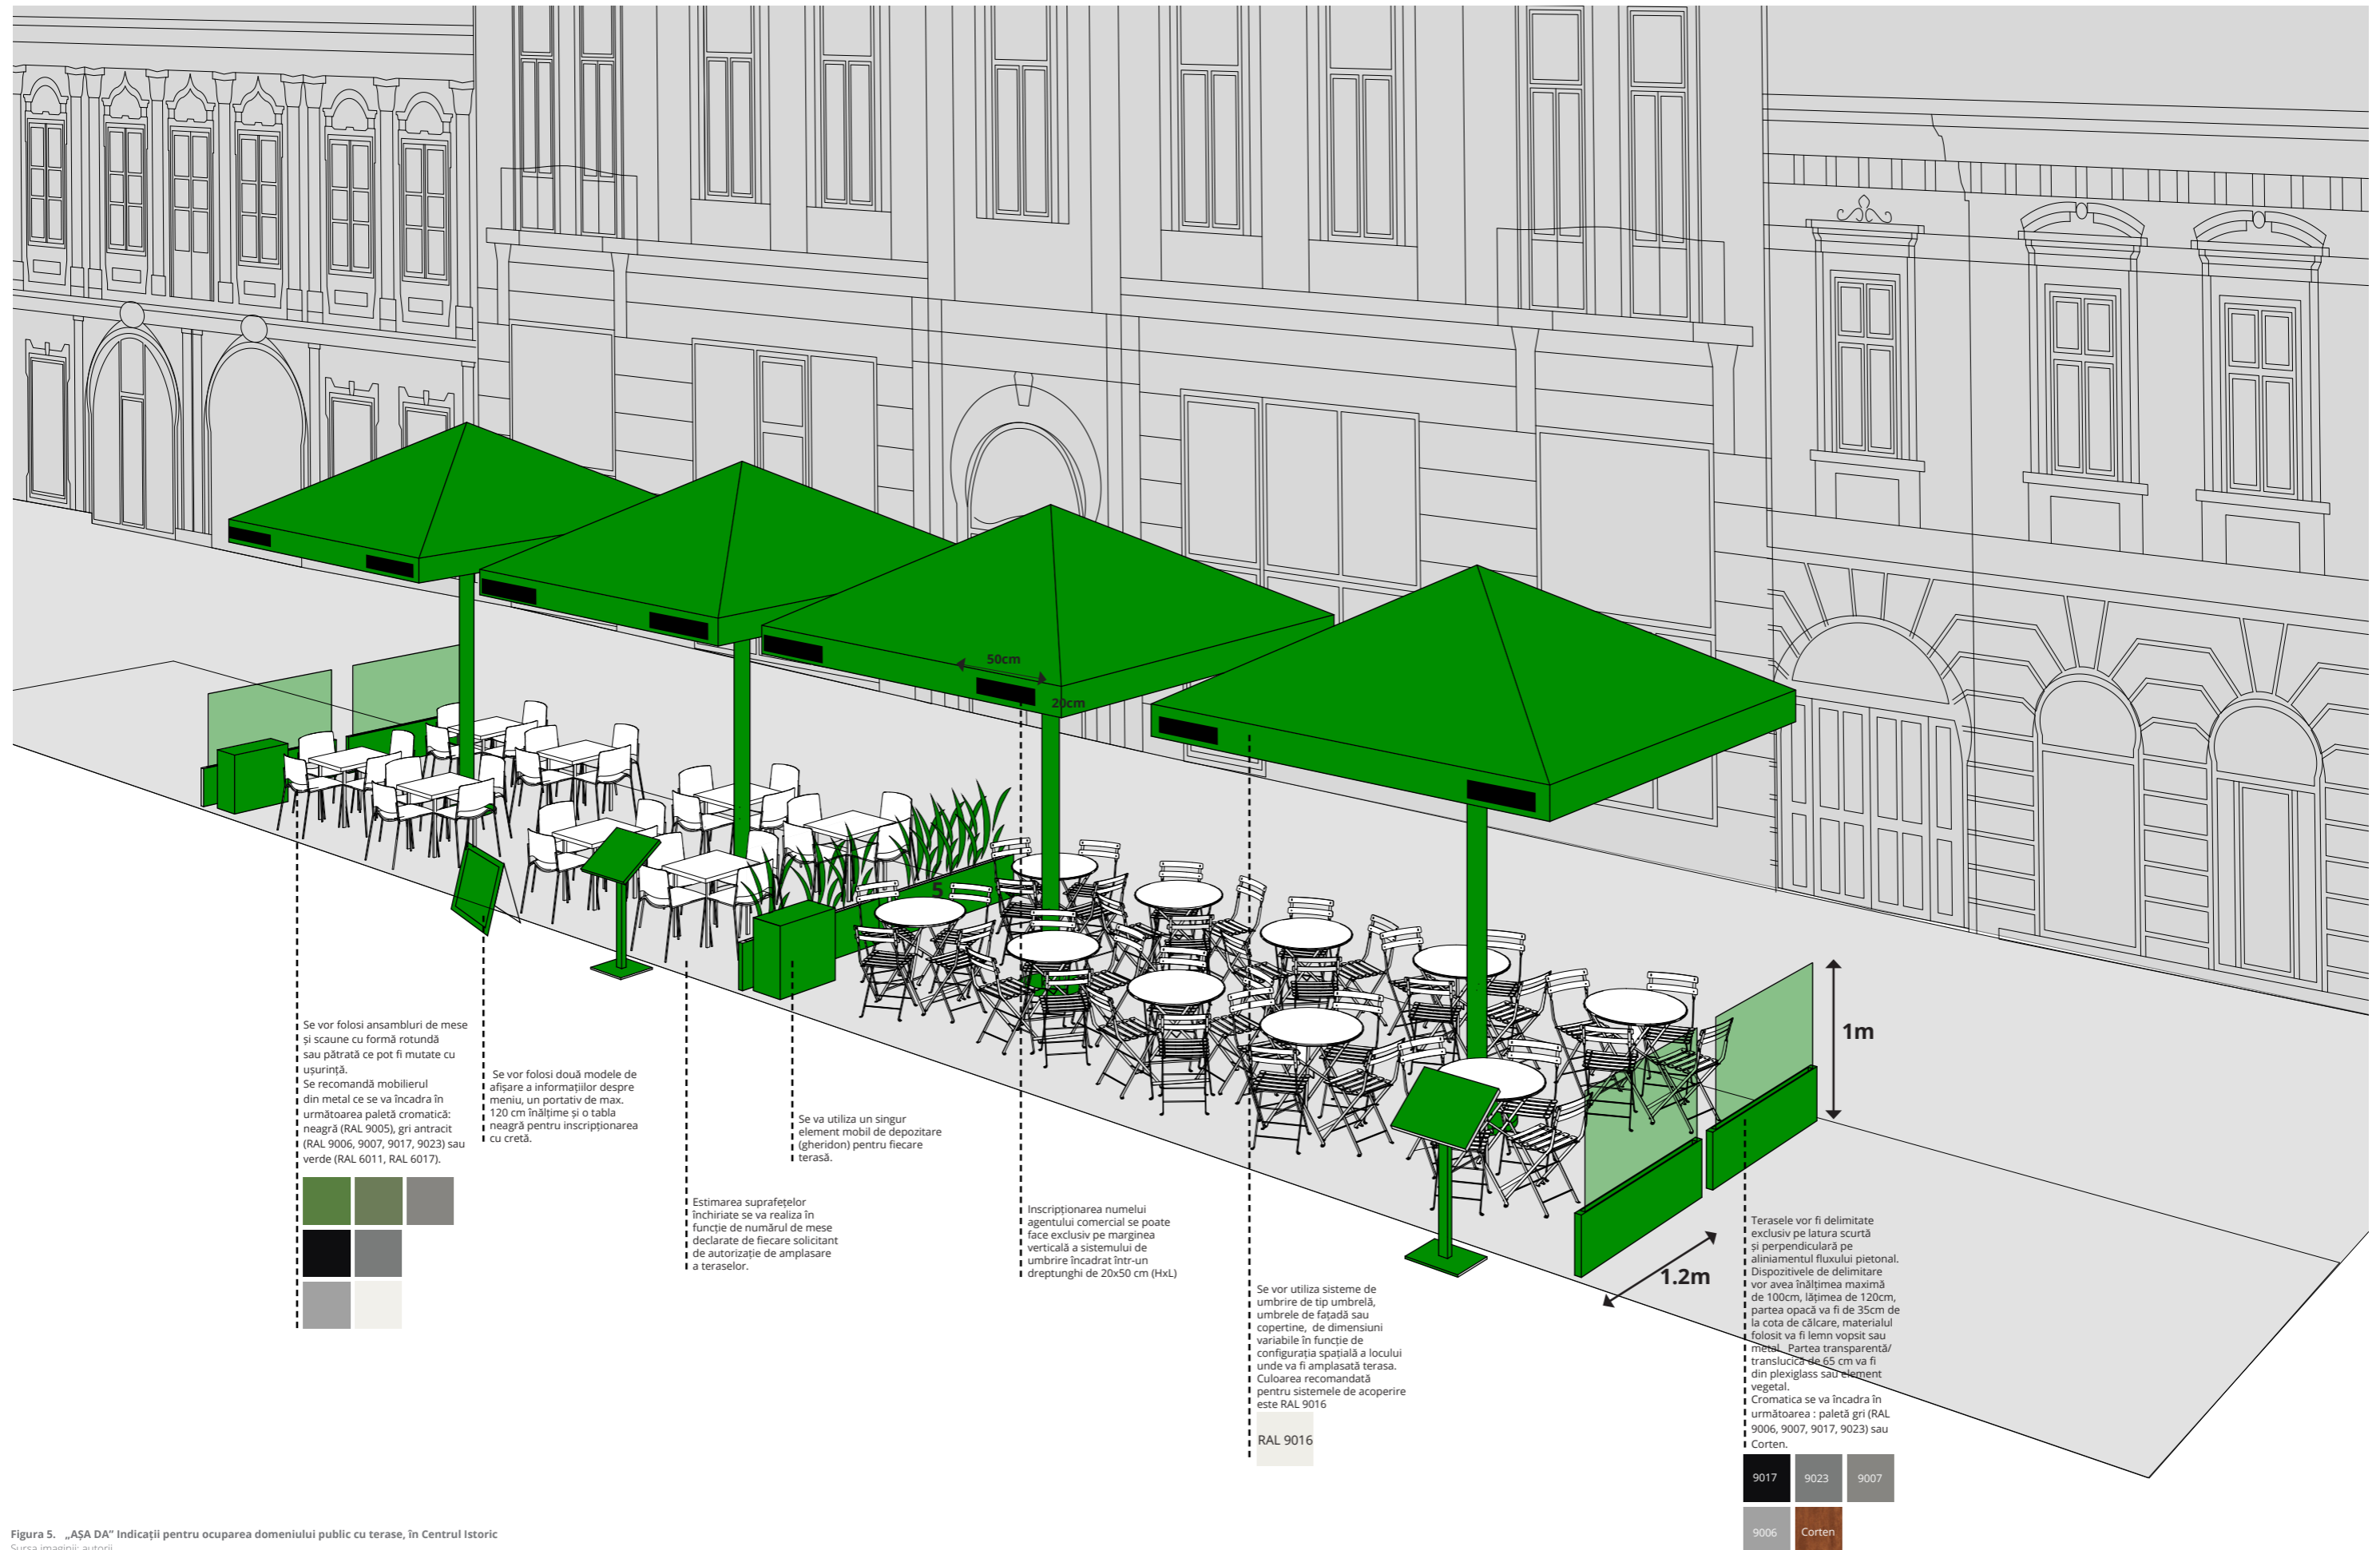 50cm
20cm
5
1m
1.2m
Se vor folosi ansambluri de mese
și scaune cu formă rotundă
sau pătrată ce pot fi mutate cu
ușurință.
Se recomandă mobilierul
din metal ce se va încadra în
următoarea paletă cromatică:
neagră (RAL 9005), gri antracit
(RAL 9006, 9007, 9017, 9023) sau
verde (RAL 6011, RAL 6017).
Se vor folosi două modele de
afișare a informațiilor despre
meniu, un portativ de max.
120 cm înălțime și o tabla
neagră pentru inscripționarea
cu cretă.
Estimarea suprafețelor
închiriate se va realiza în
funcție de numărul de mese
declarate de fiecare solicitant
de autorizație de amplasare
a teraselor.
Se va utiliza un singur
element mobil de depozitare
(gheridon) pentru fiecare
terasă.
Inscripționarea numelui
agentului comercial se poate
face exclusiv pe marginea
verticală a sistemului de
umbrire încadrat într-un
dreptunghi de 20x50 cm (HxL)
Se vor utiliza sisteme de
umbrire de tip umbrelă,
umbrele de fațadă sau
copertine, de dimensiuni
variabile în funcție de
configurația spațială a locului
unde va fi amplasată terasa.
Culoarea recomandată
pentru sistemele de acoperire
este RAL 9016
RAL 9016
Terasele vor fi delimitate
exclusiv pe latura scurtă
și perpendiculară pe
aliniamentul fluxului pietonal.
Dispozitivele de delimitare
vor avea înălțimea maximă
de 100cm, lățimea de 120cm,
partea opacă va fi de 35cm de
la cota de călcare, materialul
folosit va fi lemn vopsit sau
metal. Partea transparentă/
translucică de 65 cm va fi
din plexiglass sau element
vegetal.
Cromatica se va încadra în
următoarea : paletă gri (RAL
9006, 9007, 9017, 9023) sau
Corten.
9017 9023 9007
9006 Corten
Figura 5. „AȘA DA” Indicații pentru ocuparea domeniului public cu terase, în Centrul Istoric
Sursa imaginii: autorii